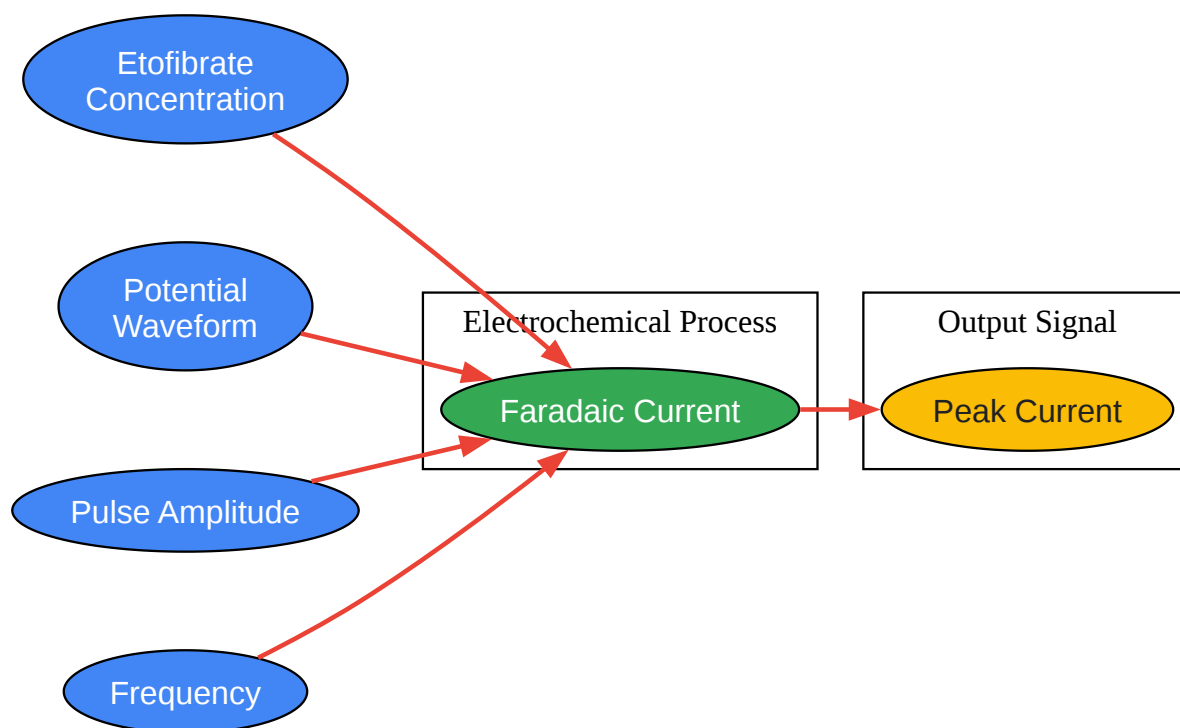 Etofibrate
Concentration
Potential
Waveform
Pulse Amplitude
Frequency
Electrochemical Process
Faradaic Current
Output Signal
Peak Current